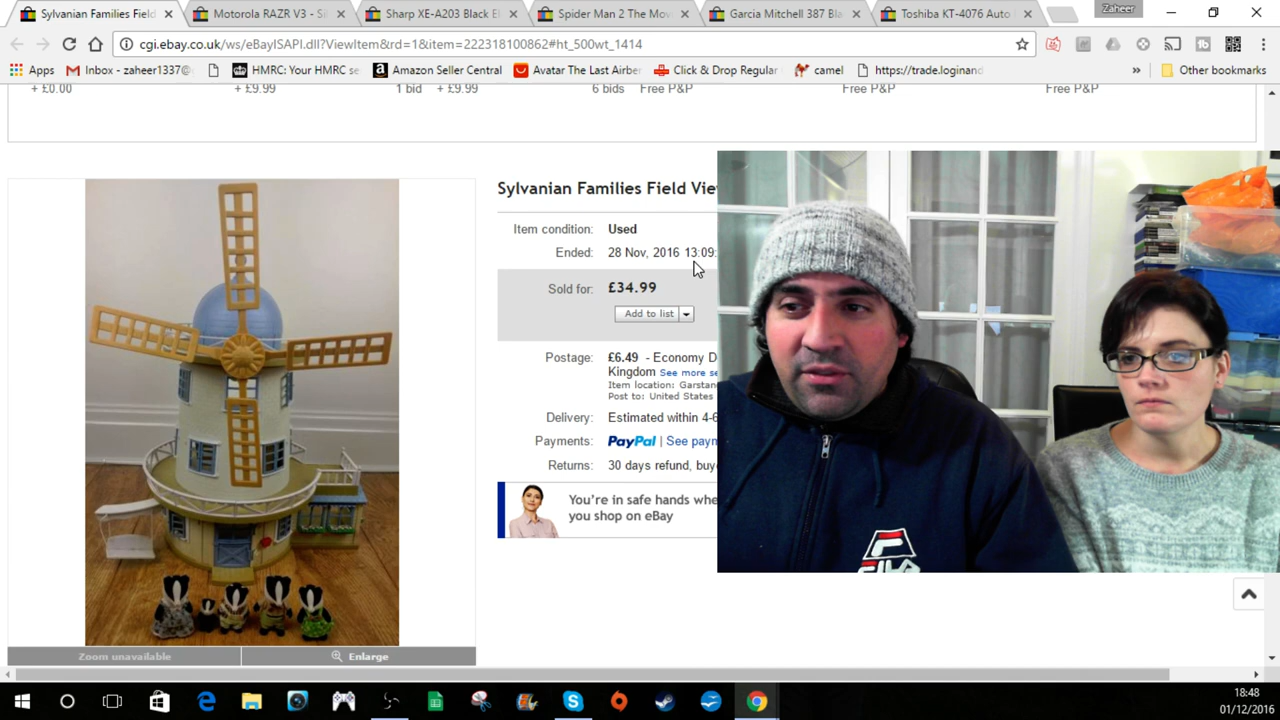 Sylvanian Families Field
Motorola RAZR V3 - Si
Sharp XE-A203 Black E
Spider Man 2 The Mov
Garcia Mitchell 387 Bla
Toshiba KT-4076 Auto
Zaheer
cgi.ebay.co.uk/ws/eBayISAPI.dll?ViewItem&rd=1&item=222318100862#ht_500wt_1414
Apps
Inbox - zaheer1337@
HMRC: Your HMRC se
Amazon Seller Central
Avatar The Last Airber
Click & Drop Regular
camel
https://trade.loginand
»
Other bookmarks
+ £0.00
+ £9.99
1 bid
+ £9.99
6 bids
Free P&P
Free P&P
Free P&P
Sylvanian Families Field Vie
Item condition: Used
Ended: 28 Nov, 2016 13:09:
Sold for: £34.99
Add to list
Postage: £6.49 - Economy D
Kingdom See more se
Item location: Garstan
Post to: United States
Delivery: Estimated within 4-6
Payments: PayPal | See paym
Returns: 30 days refund, buye
You're in safe hands whe
you shop on eBay
Zoom unavailable
Enlarge
FILA
18:48
01/12/2016